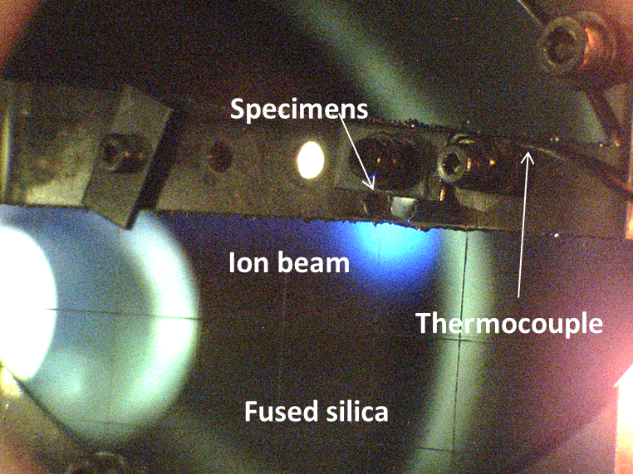 Specimens
Ion beam
Thermocouple
Fused silica